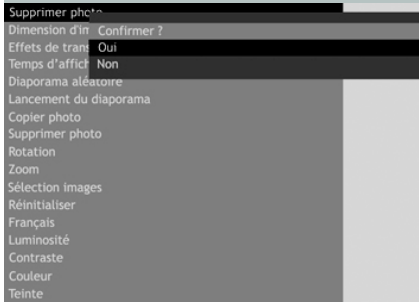 Supprimer photo
Confirmer ?
Oui
Non
Dimension d'im
Effets de trans
Temps d'affich
Diaporama aléatoire
Lancement du diaporama
Copier photo
Supprimer photo
Rotation
Zoom
Sélection images
Réinitialiser
Français
Luminosité
Contraste
Couleur
Teinte